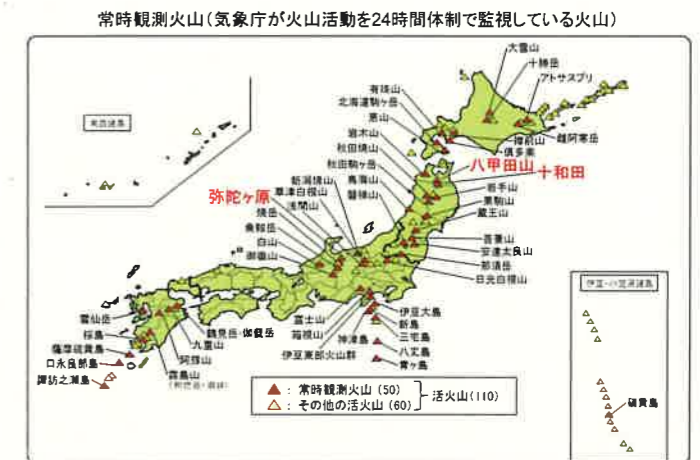 常時観測火山(気象庁が火山活動を24時間体制で監視している火山)
大雪山
十勝岳
アトサヌプリ
有珠山
北海道駒ヶ岳
恵山
岩木山
秋田焼山
秋田駒ヶ岳
鳥海山
磐梯山
樽前山
倶多楽
雌阿寒岳
八甲田山
十和田
岩手山
栗駒山
蔵王山
吾妻山
安達太良山
那須岳
日光白根山
新潟焼山
草津白根山
浅間山
弥陀ヶ原
焼岳
乗鞍岳
白山
御嶽山
富士山
箱根山
伊豆東部火山群
伊豆大島
新島
神津島
三宅島
八丈島
青ヶ島
鶴見岳・伽藍岳
九重山
阿蘇山
霧島山
雲仙岳
桜島
薩摩硫黄島
口永良部島
諏訪之瀬島
南西諸島
伊豆・小笠原諸島
硫黄島
▲ : 常時観測火山(50)
△ : その他の活火山(60)
活火山(110)